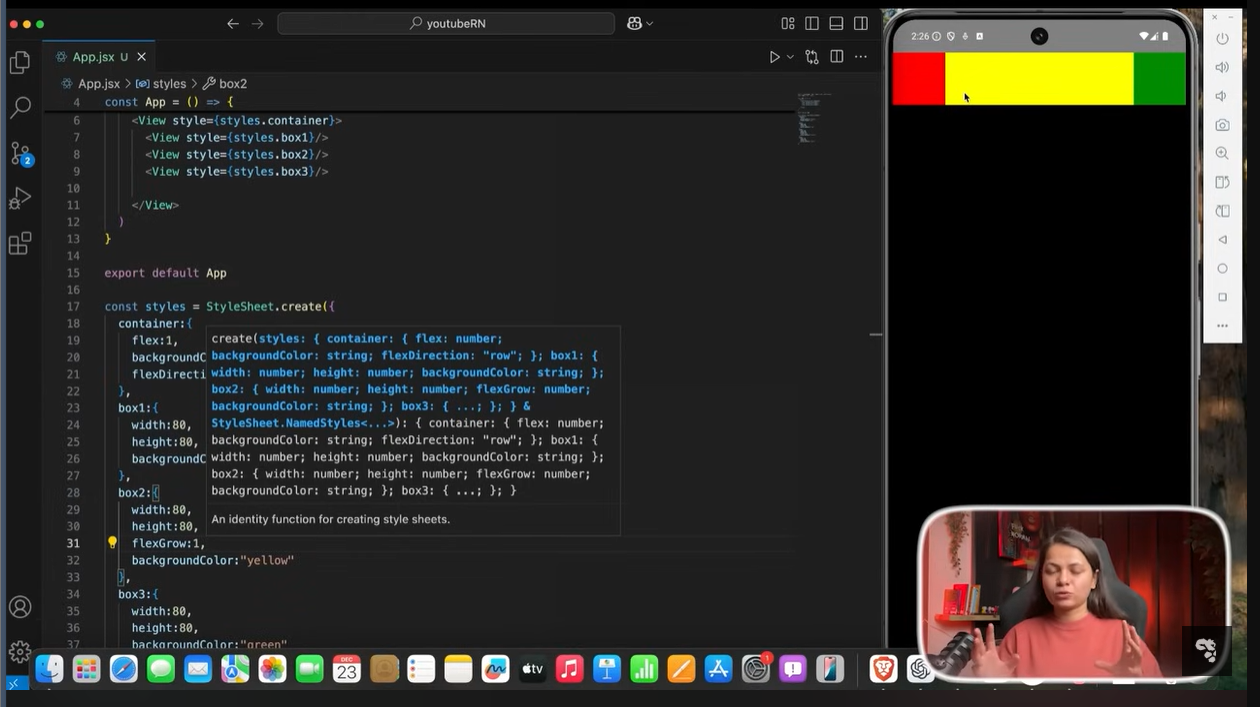 youtubeRN
App.jsx U
App.jsx > styles > box2
4 const App = () => {
6 <View style={styles.container}>
7 <View style={styles.box1}/>
8 <View style={styles.box2}/>
9 <View style={styles.box3}/>
10
11 </View>
12 )
13 }
14
15 export default App
16
17 const styles = StyleSheet.create({
18 container:{
19 flex:1,
20 backgroundC
21 flexDirecti
22 },
23 box1:{
24 width:80,
25 height:80,
26 backgroundC
27 },
28 box2:{
29 width:80,
30 height:80,
31 flexGrow:1,
32 backgroundColor:"yellow"
33 },
34 box3:{
35 width:80,
36 height:80,
37 backgroundColor:"green"
create(styles: { container: { flex: number;
backgroundColor: string; flexDirection: "row"; }; box1: {
width: number; height: number; backgroundColor: string; };
box2: { width: number; height: number; flexGrow: number;
backgroundColor: string; }; box3: { ...; }; } &
StyleSheet.NamedStyles<...>): { container: { flex: number;
backgroundColor: string; flexDirection: "row"; }; box1: {
width: number; height: number; backgroundColor: string; };
box2: { width: number; height: number; flexGrow: number;
backgroundColor: string; }; box3: { ...; }; }
An identity function for creating style sheets.
2:26
2
DEC
23
tv
1